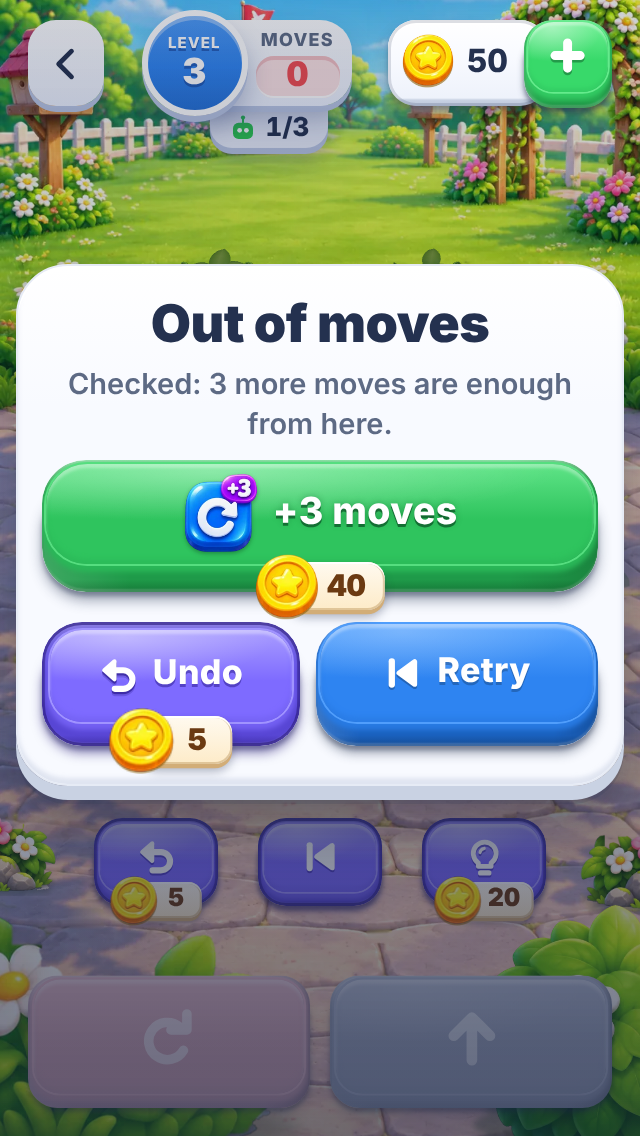 LEVEL
3
MOVES
0
50
1/3
Out of moves
Checked: 3 more moves are enough
from here.
+3
+3 moves
40
Undo
5
Retry
5
20